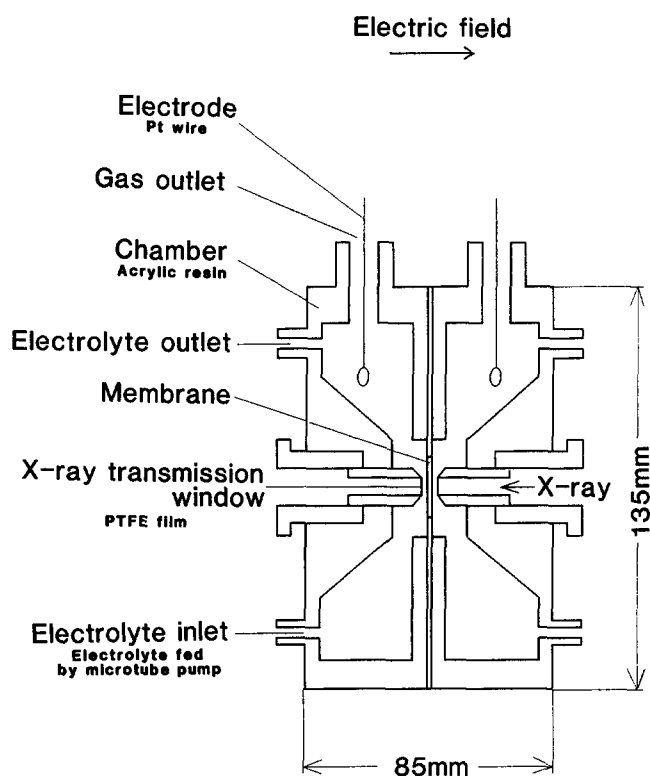 Electric field
Electrode
Pt wire
Gas outlet
Chamber
Acrylic resin
Electrolyte outlet
Membrane
X-ray transmission
window
PTFE film
X-ray
135mm
Electrolyte inlet
Electrolyte fed
by microtube pump
85mm